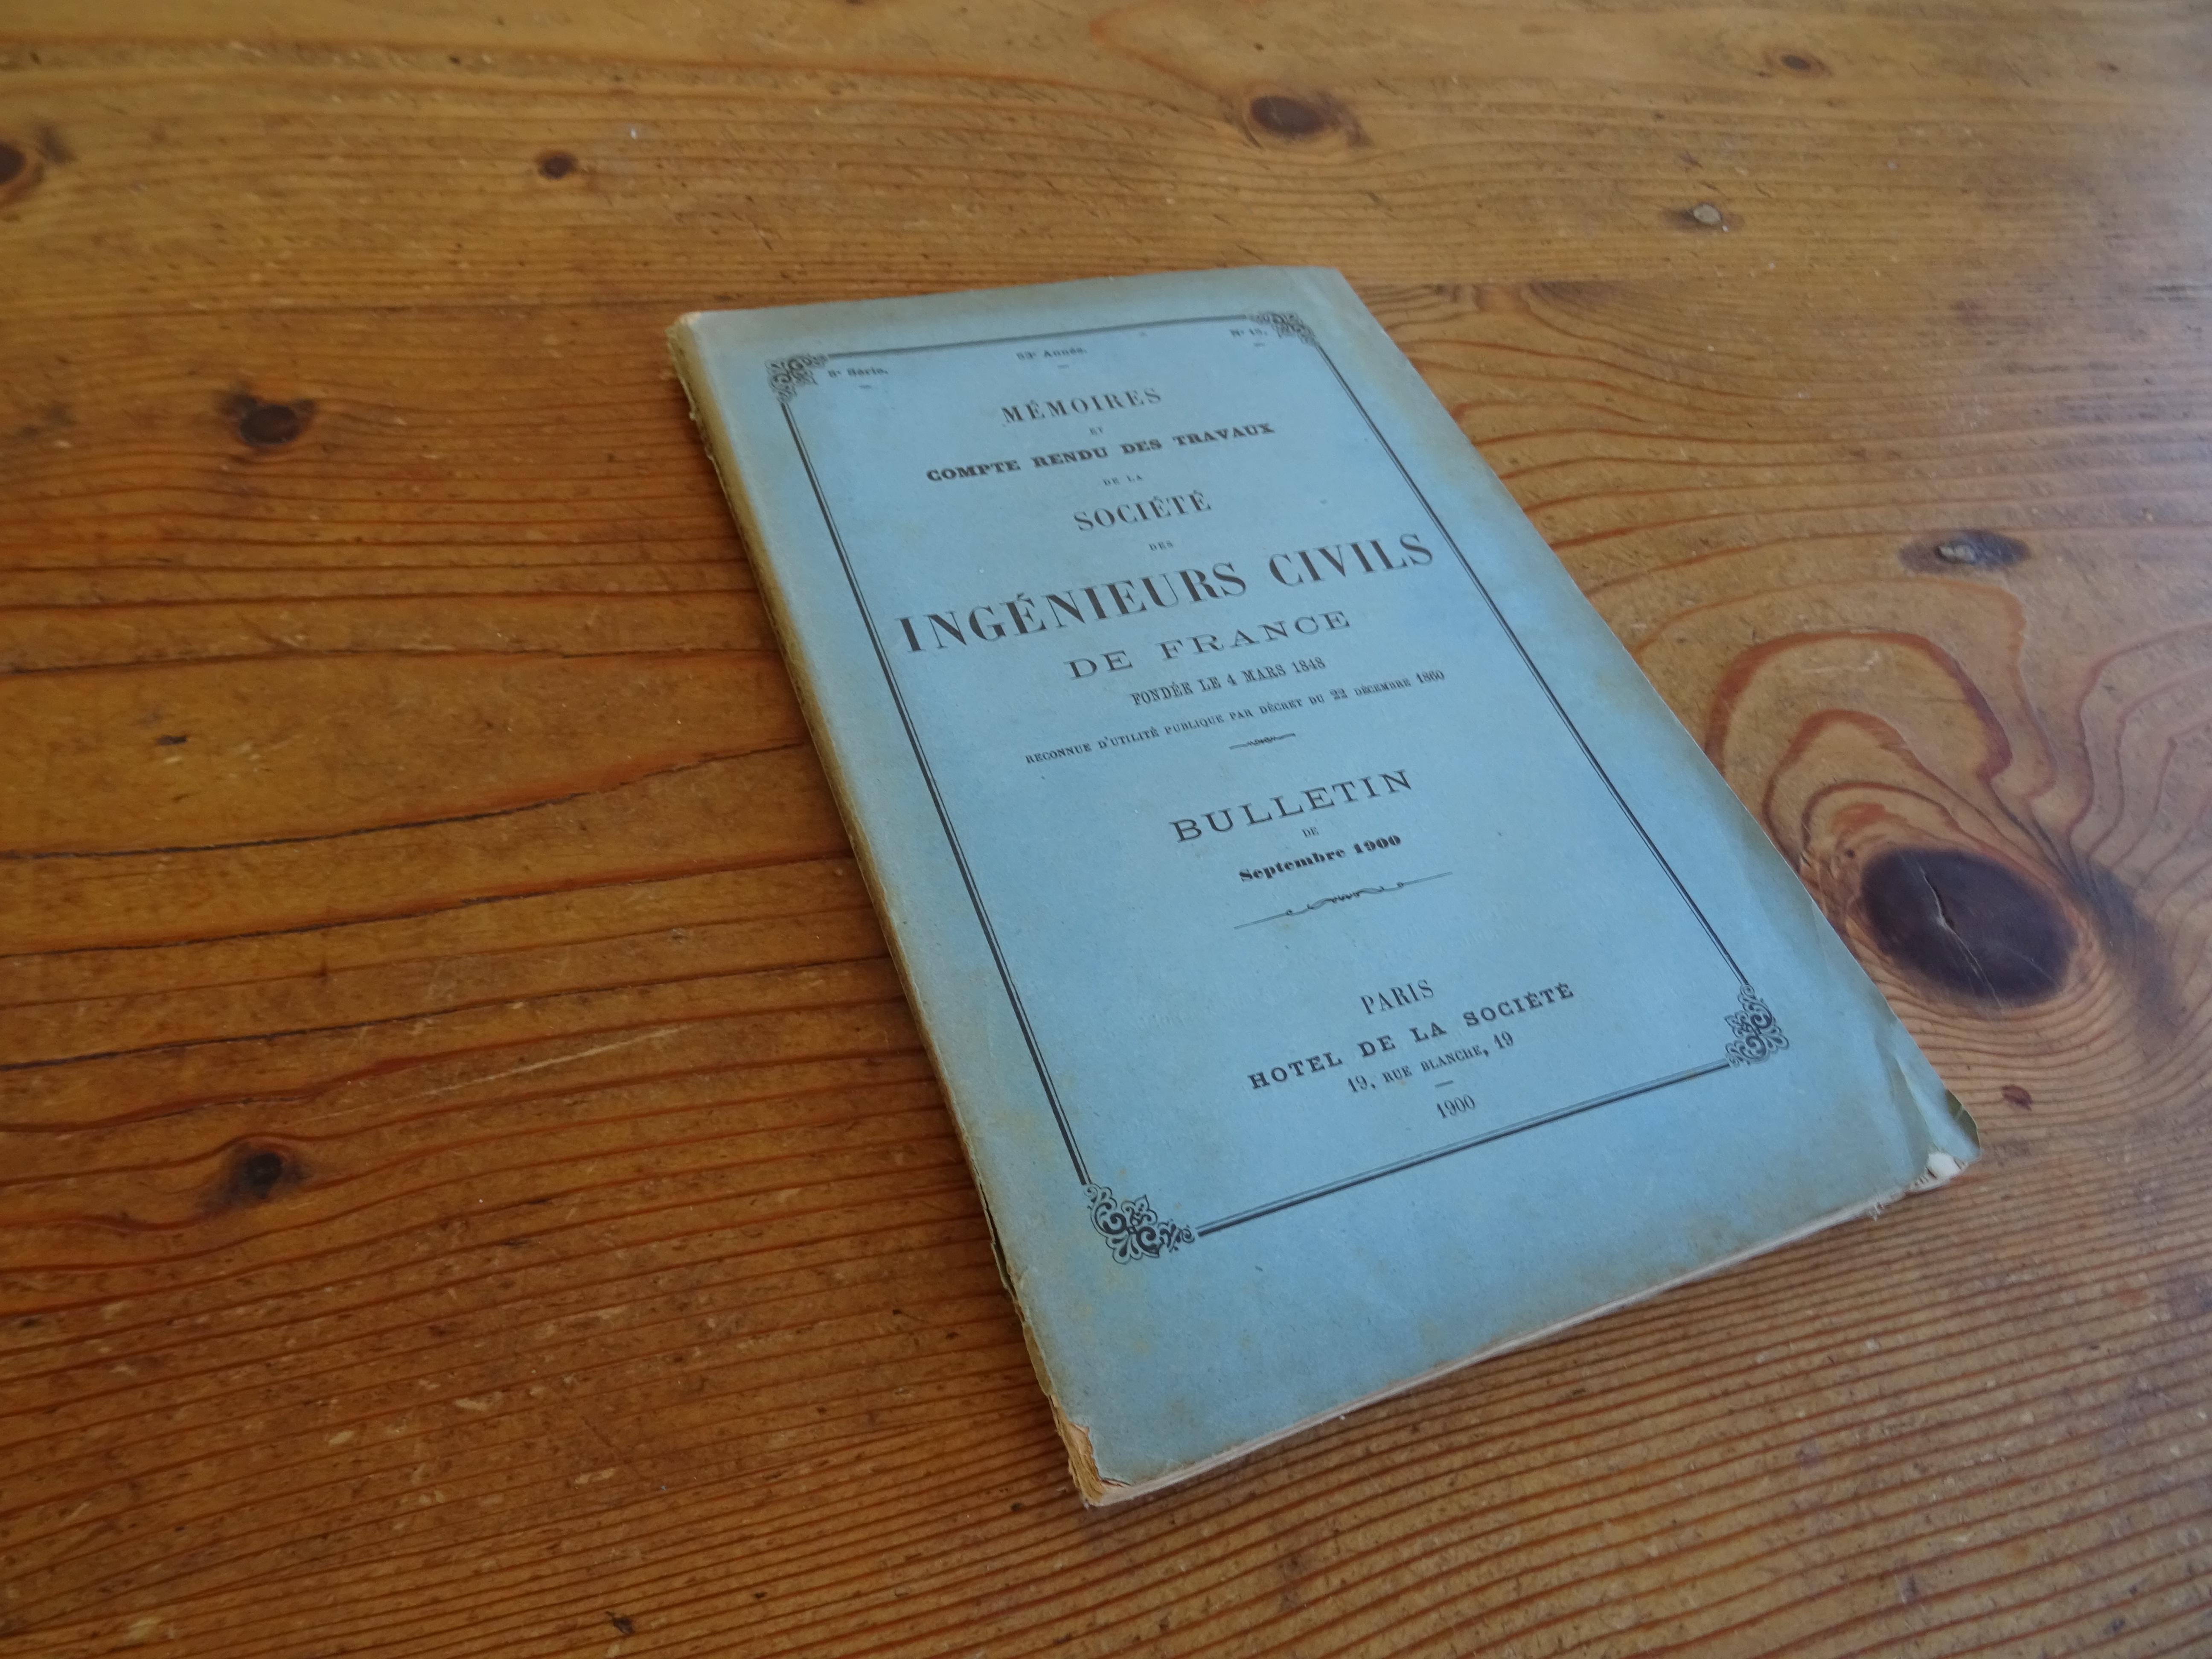 53e Année.
MÉMOIRES
ET
COMPTE RENDU DES TRAVAUX
DE LA
SOCIÉTÉ
DES
INGÉNIEURS CIVILS
DE FRANCE
FONDÉE LE 4 MARS 1848
RECONNUE D'UTILITÉ PUBLIQUE PAR DÉCRET DU 22 DÉCEMBRE 1860
BULLETIN
DE
Septembre 1900
PARIS
HOTEL DE LA SOCIÉTÉ
19, RUE BLANCHE, 19
1900